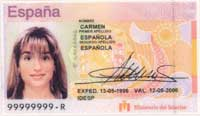 España
NOMBRE
CARMEN
PRIMER APELLIDO
ESPAÑOLA
SEGUNDO APELLIDO
ESPAÑOLA
EXPED. 13-05-1996 VAL. 12-05-2006
IDESP
99999999-R
Ministerio del Interior